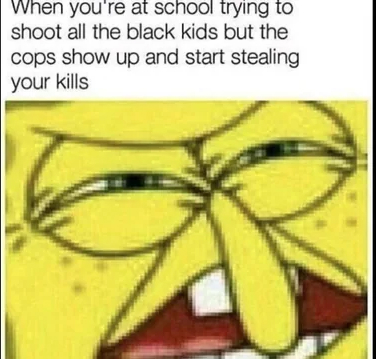 When you're at school trying to
shoot all the black kids but the
cops show up and start stealing
your kills